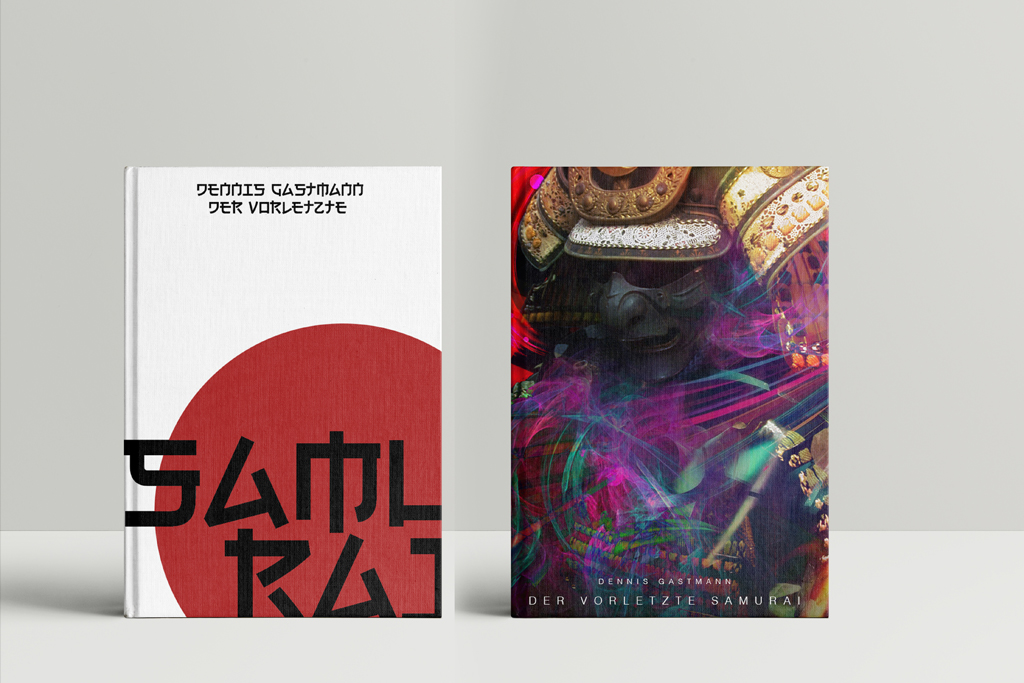 DENNIS GASTMANN
DER VORLETZTE
SAMU
RAI
DENNIS GASTMANN
DER VORLETZTE SAMURAI